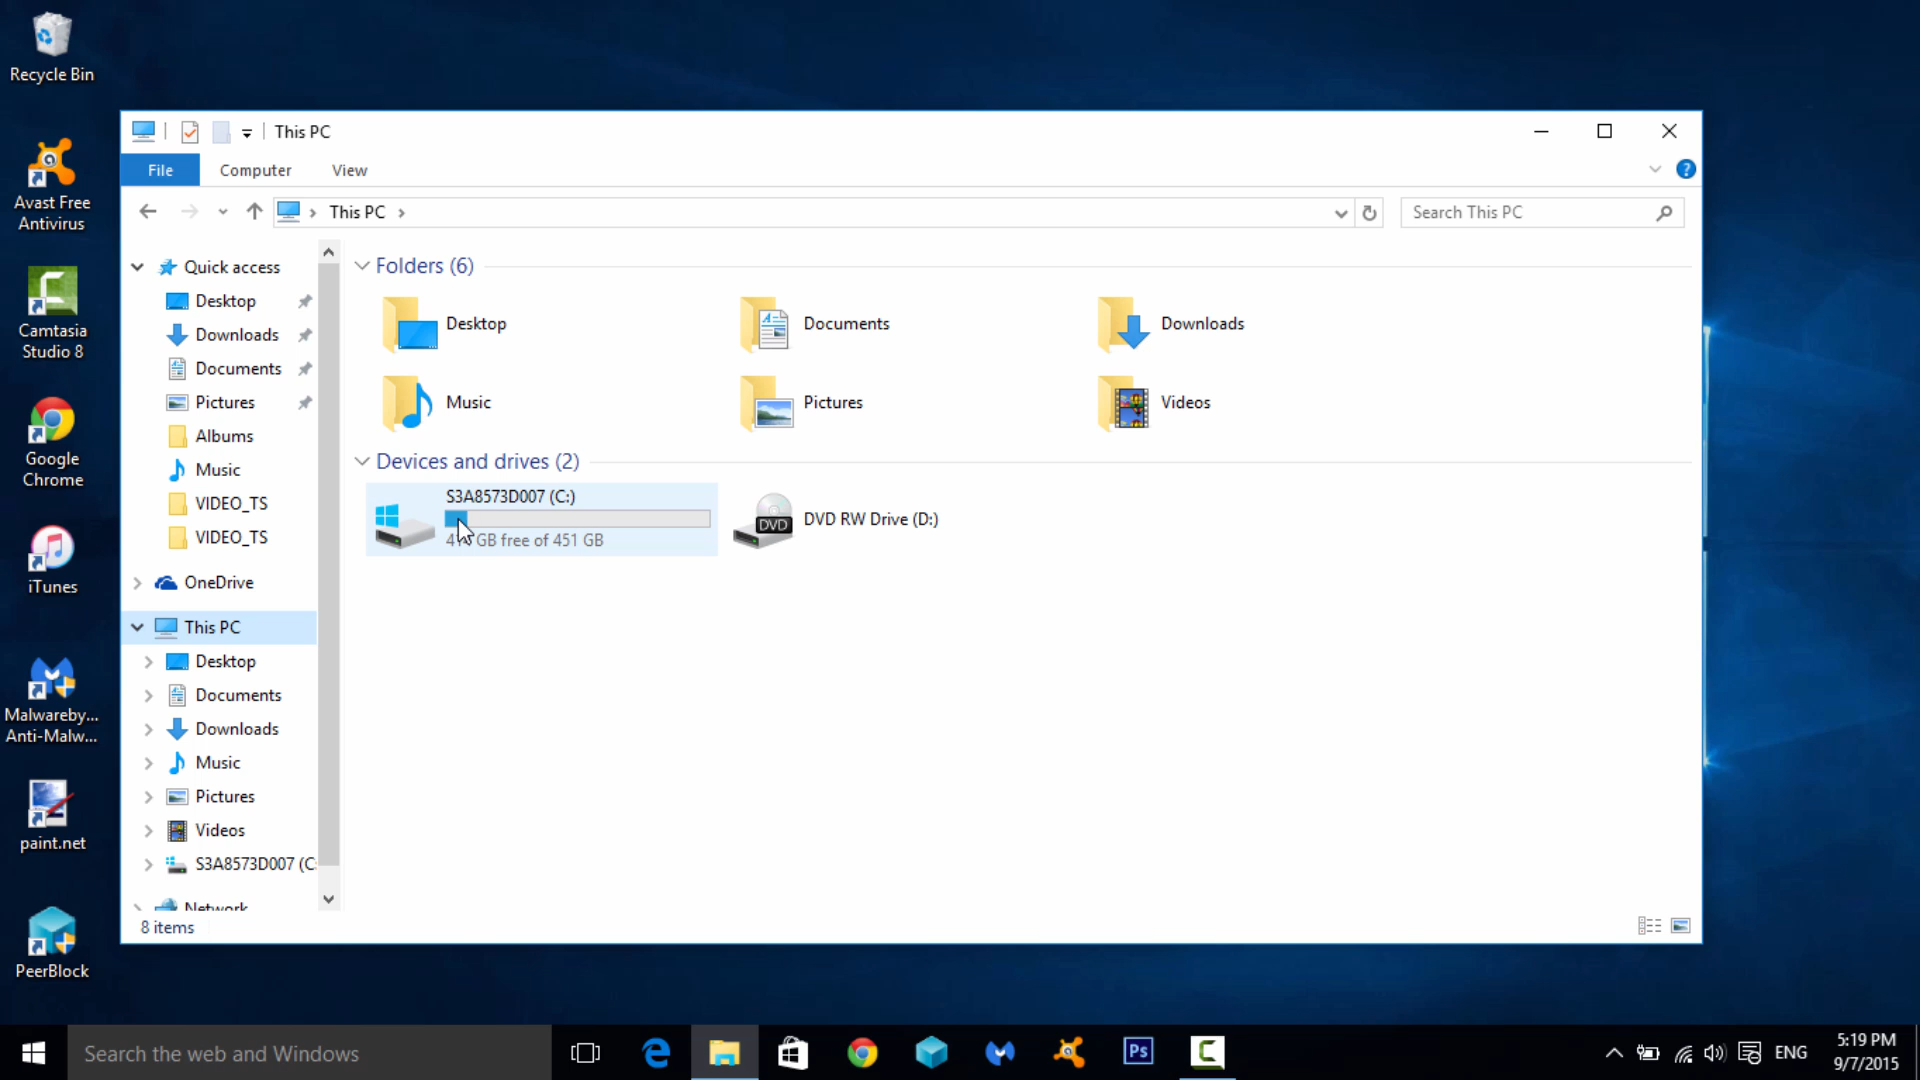 Recycle Bin
Avast Free
Antivirus
Camtasia
Studio 8
Google
Chrome
iTunes
Malwareby...
Anti-Malw...
paint.net
PeerBlock
This PC
File
Computer
View
This PC
Search This PC
Quick access
Desktop
Downloads
Documents
Pictures
Albums
Music
VIDEO_TS
VIDEO_TS
OneDrive
This PC
Desktop
Documents
Downloads
Music
Pictures
Videos
S3A8573D007 (C:
Network
Folders (6)
Desktop
Documents
Downloads
Music
Pictures
Videos
Devices and drives (2)
S3A8573D007 (C:)
GB free of 451 GB
DVD
DVD RW Drive (D:)
8 items
Search the web and Windows
Ps
ENG
5:19 PM
9/7/2015